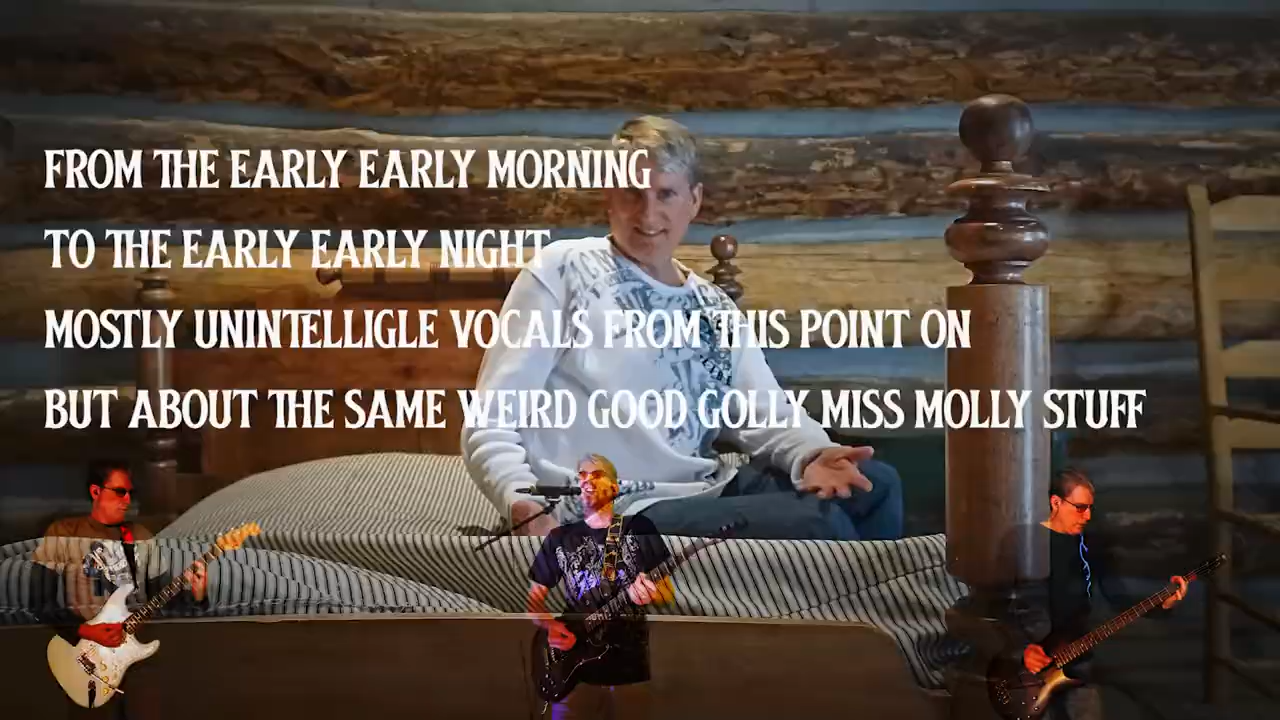 FROM THE EARLY EARLY MORNING
TO THE EARLY EARLY NIGHT
MOSTLY UNINTELLIGLE VOCALS FROM THIS POINT ON
BUT ABOUT THE SAME WEIRD GOOD GOLLY MISS MOLLY STUFF